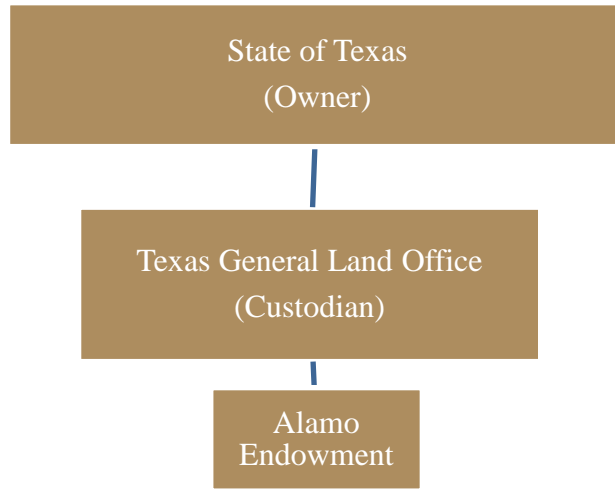 State of Texas
(Owner)
Texas General Land Office
(Custodian)
Alamo
Endowment